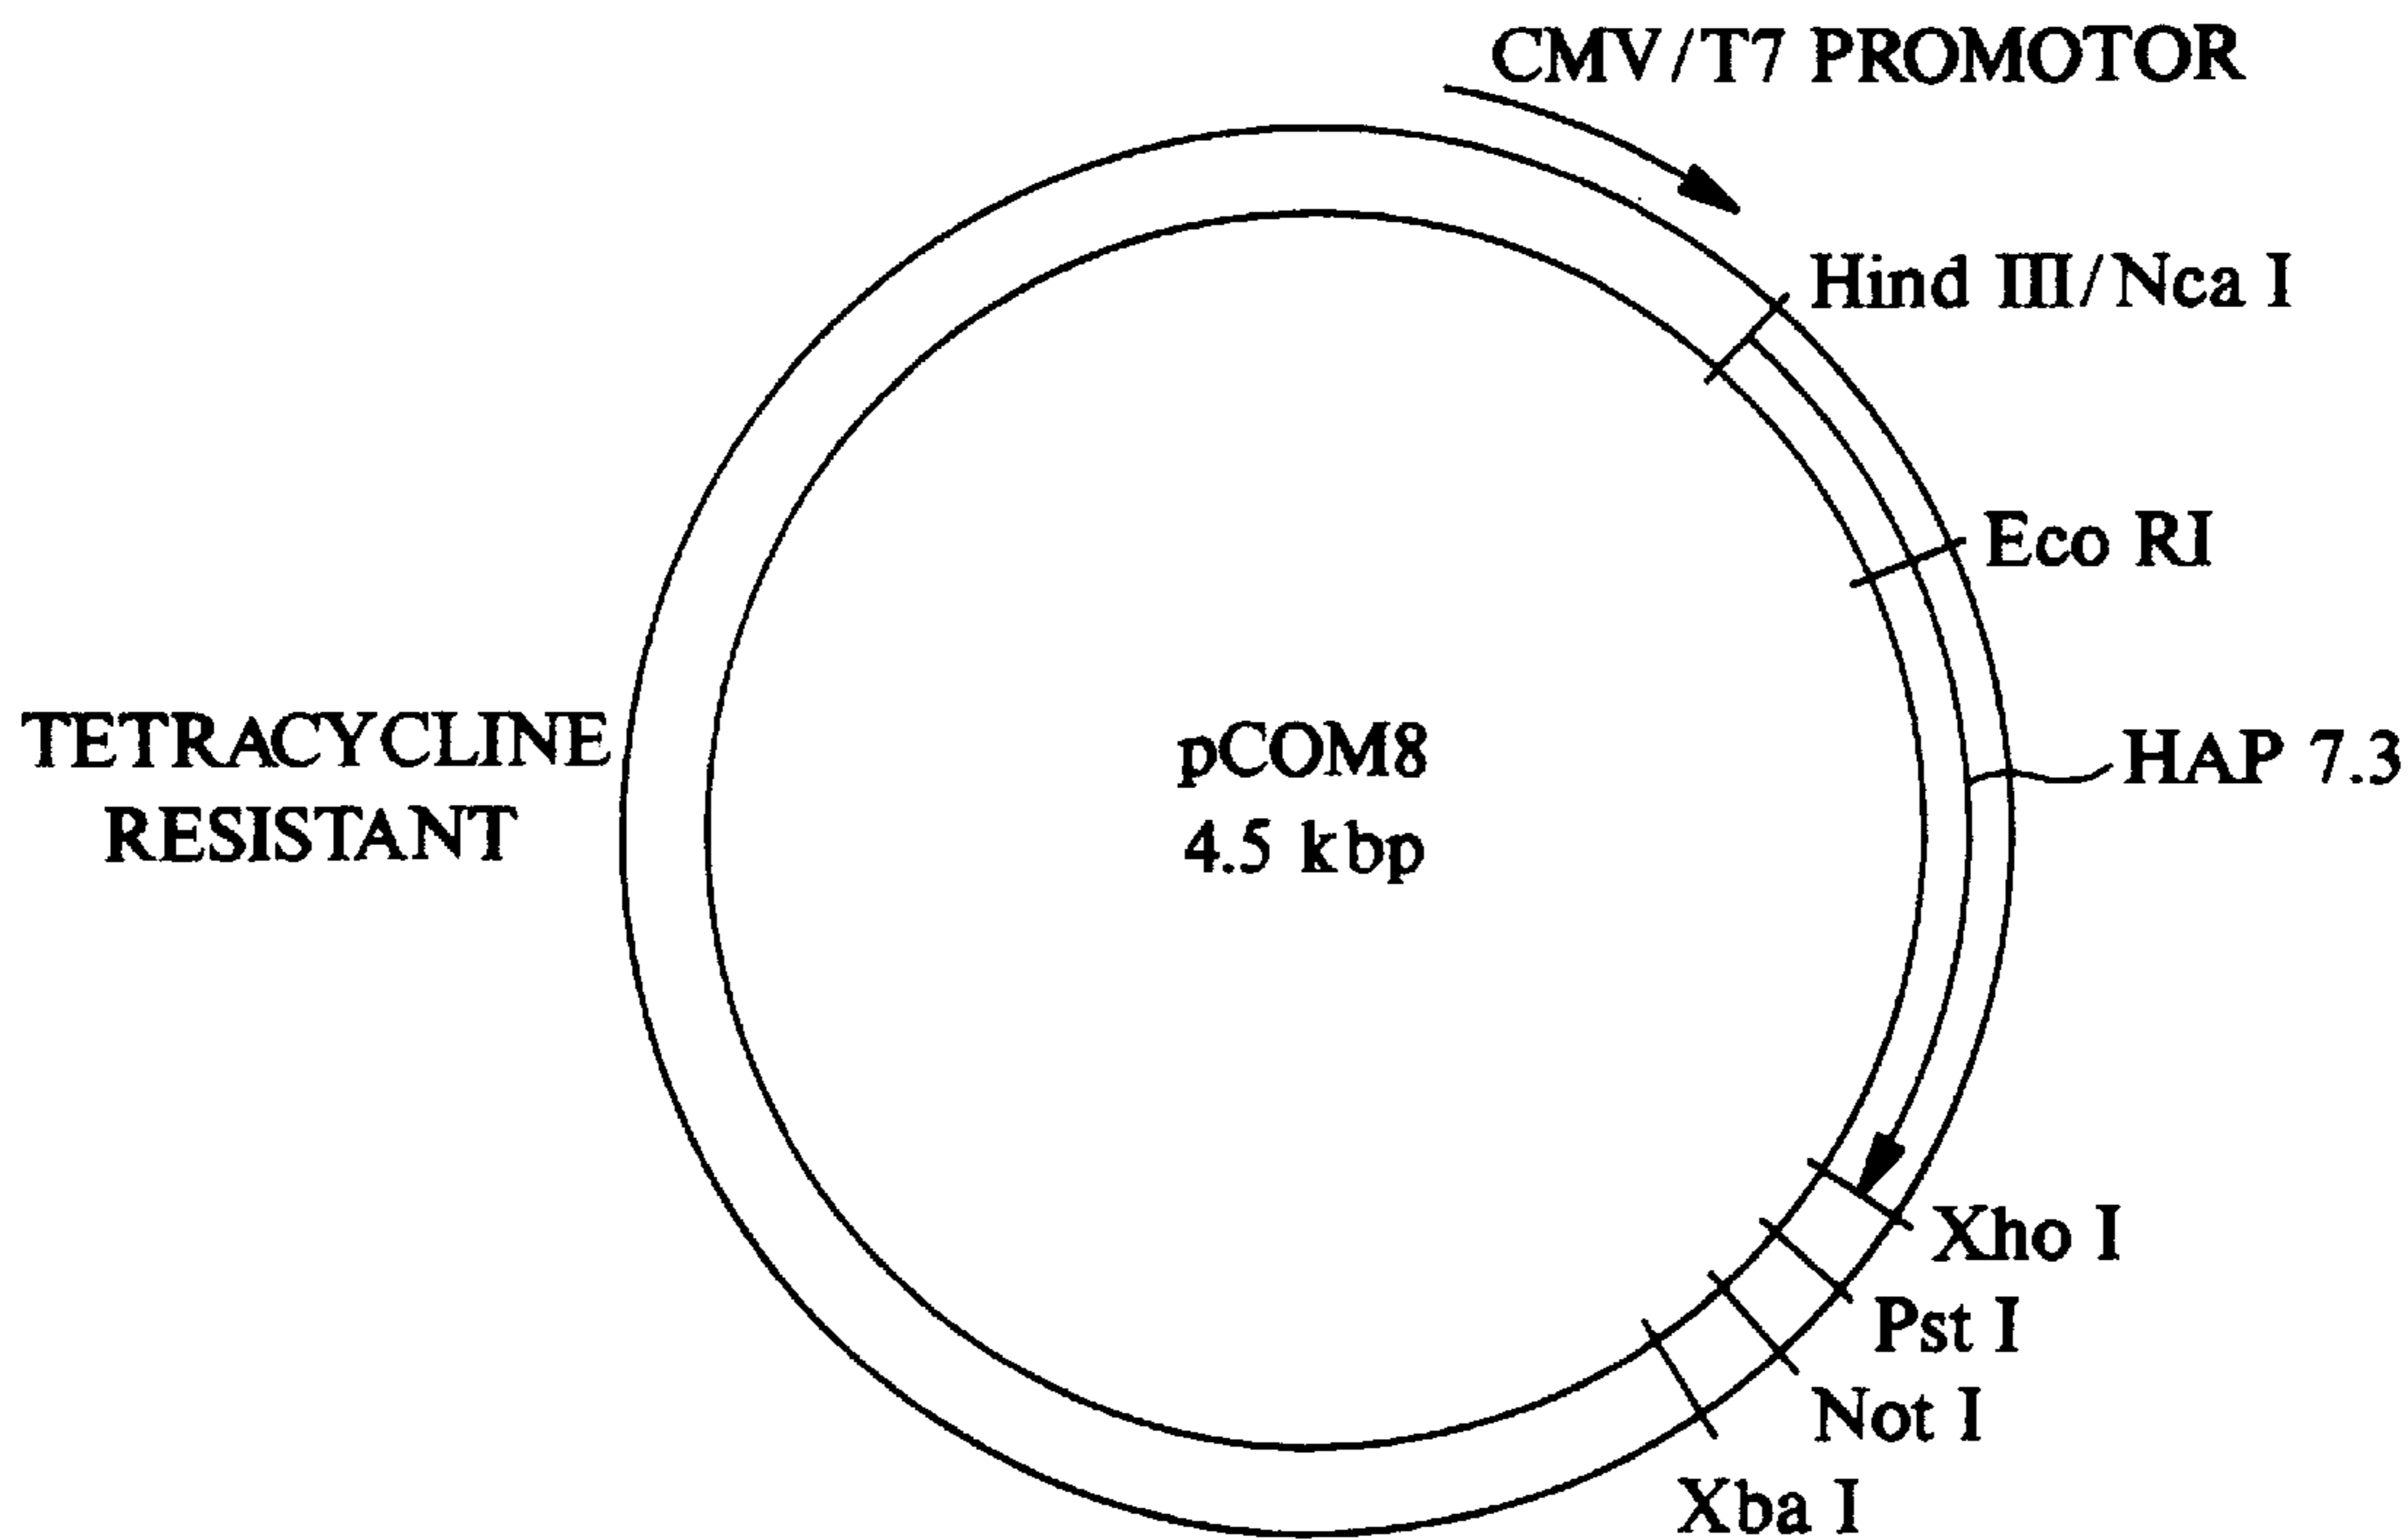 CMV/T7 PROMOTOR
Hind III/Nca I
Eco RI
TETRACYCLINE
RESISTANT
pCOM8
4.5 kbp
HAP 7.3
Xho I
Pst I
Not I
Xba I